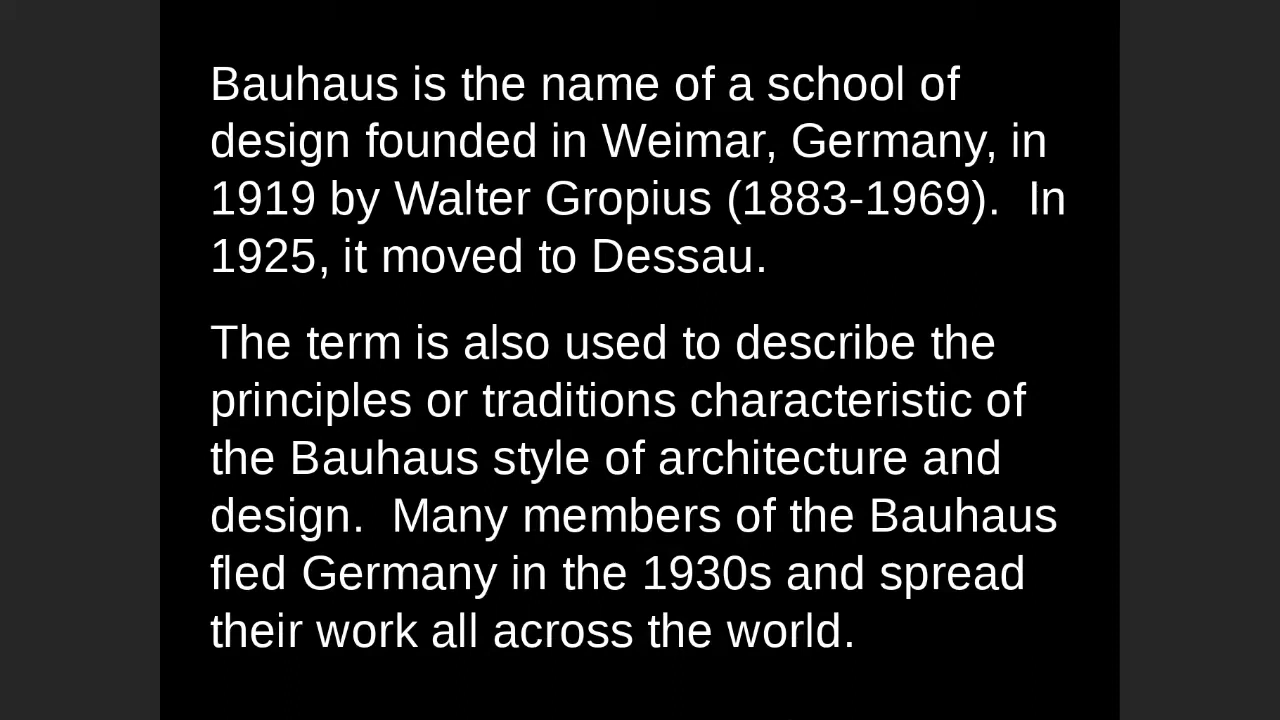 Bauhaus is the name of a school of
design founded in Weimar, Germany, in
1919 by Walter Gropius (1883-1969).  In
1925, it moved to Dessau.
The term is also used to describe the
principles or traditions characteristic of
the Bauhaus style of architecture and
design.  Many members of the Bauhaus
fled Germany in the 1930s and spread
their work all across the world.